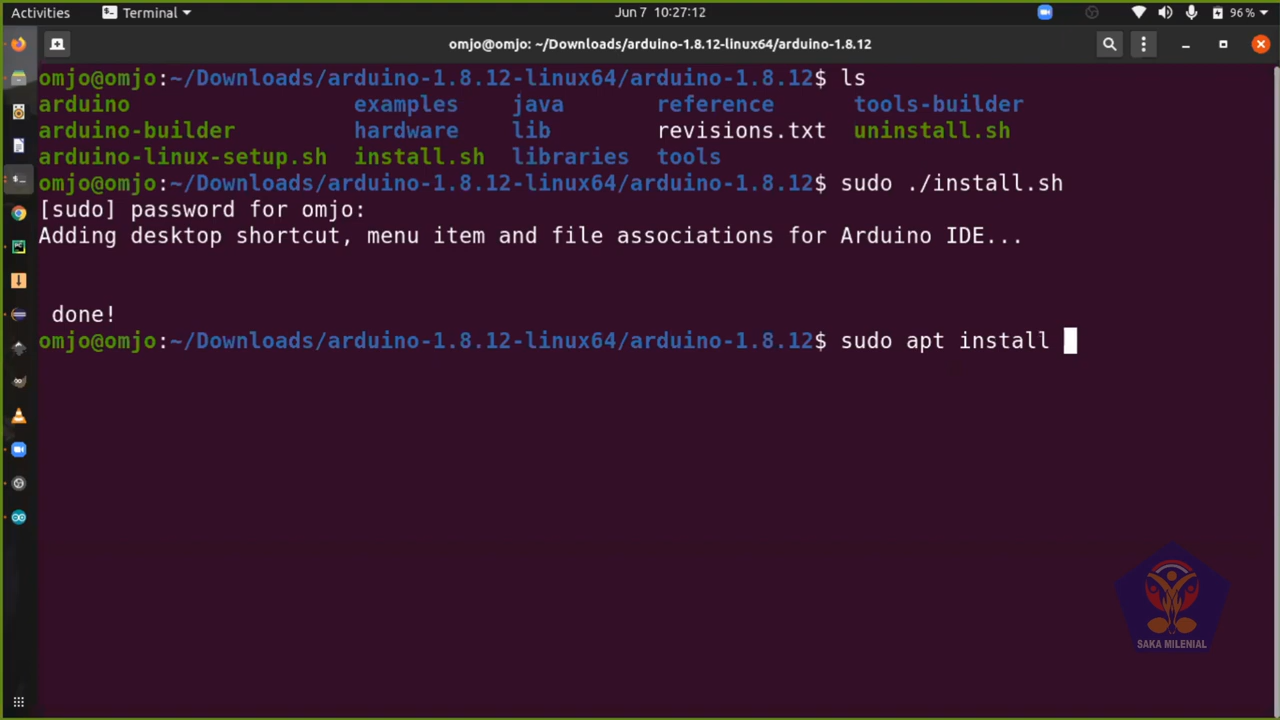 Activities Terminal Jun 7 10:27:12 96 %
omjo@omjo: ~/Downloads/arduino-1.8.12-linux64/arduino-1.8.12
omjo@omjo:~/Downloads/arduino-1.8.12-linux64/arduino-1.8.12$ ls
arduino examples java reference tools-builder
arduino-builder hardware lib revisions.txt uninstall.sh
arduino-linux-setup.sh install.sh libraries tools
omjo@omjo:~/Downloads/arduino-1.8.12-linux64/arduino-1.8.12$ sudo ./install.sh
[sudo] password for omjo:
Adding desktop shortcut, menu item and file associations for Arduino IDE...
done!
omjo@omjo:~/Downloads/arduino-1.8.12-linux64/arduino-1.8.12$ sudo apt install
SAKA MILENIAL